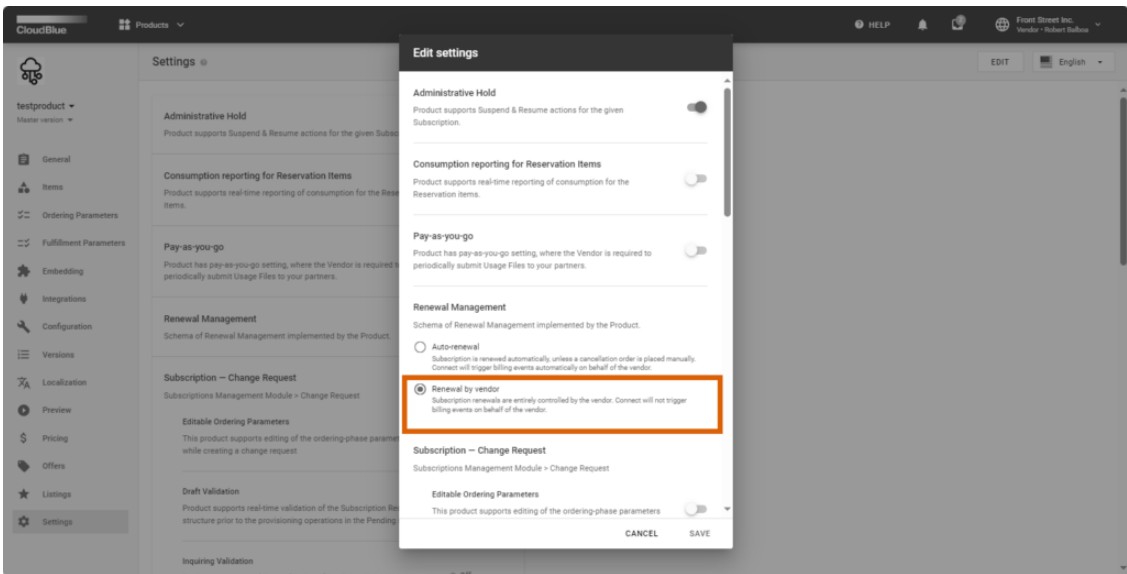 CloudBlue
Products
HELP
Front Street Inc.
Vendor • Robert Balboa
Settings
EDIT
English
testproduct
Master version
General
Items
Ordering Parameters
Fulfillment Parameters
Embedding
Integrations
Configuration
Versions
Localization
Preview
Pricing
Offers
Listings
Settings
Administrative Hold
Product supports Suspend & Resume actions for the given Subsc
Consumption reporting for Reservation Items
Product supports real-time reporting of consumption for the Rese
items.
Pay-as-you-go
Product has pay-as-you-go setting, where the Vendor is required t
periodically submit Usage Files to your partners.
Renewal Management
Schema of Renewal Management implemented by the Product.
Subscription — Change Request
Subscriptions Management Module > Change Request
Editable Ordering Parameters
This product supports editing of the ordering-phase paramet
while creating a change request
Draft Validation
Product supports real-time validation of the Subscription Re
structure prior to the provisioning operations in the Pending
Inquiring Validation
Edit settings
Administrative Hold
Product supports Suspend & Resume actions for the given
Subscription.
Consumption reporting for Reservation Items
Product supports real-time reporting of consumption for the
Reservation items.
Pay-as-you-go
Product has pay-as-you-go setting, where the Vendor is required to
periodically submit Usage Files to your partners.
Renewal Management
Schema of Renewal Management implemented by the Product.
Auto-renewal
Subscription is renewed automatically, unless a cancellation order is placed manually.
Connect will trigger billing events automatically on behalf of the vendor.
Renewal by vendor
Subscription renewals are entirely controlled by the vendor. Connect will not trigger
billing events on behalf of the vendor.
Subscription — Change Request
Subscriptions Management Module > Change Request
Editable Ordering Parameters
This product supports editing of the ordering-phase parameters
CANCEL
SAVE